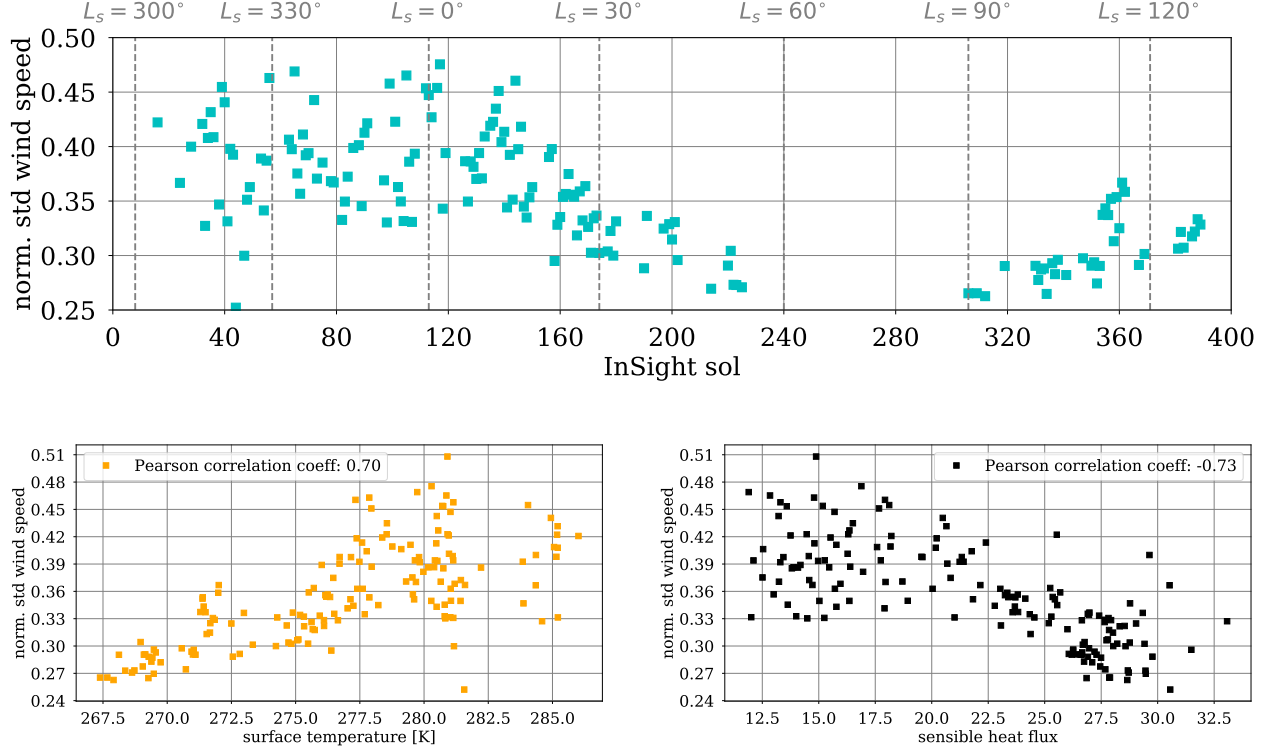 L_s = 300° L_s = 330° L_s = 0° L_s = 30° L_s = 60° L_s = 90° L_s = 120°
0.50
0.45
0.40
0.35
0.30
0.25
norm. std wind speed
0 40 80 120 160 200 240 280 320 360 400
InSight sol
0.51
0.48
0.45
0.42
0.39
0.36
0.33
0.30
0.27
0.24
norm. std wind speed
Pearson correlation coeff: 0.70
267.5 270.0 272.5 275.0 277.5 280.0 282.5 285.0
surface temperature [K]
0.51
0.48
0.45
0.42
0.39
0.36
0.33
0.30
0.27
0.24
norm. std wind speed
Pearson correlation coeff: -0.73
12.5 15.0 17.5 20.0 22.5 25.0 27.5 30.0 32.5
sensible heat flux